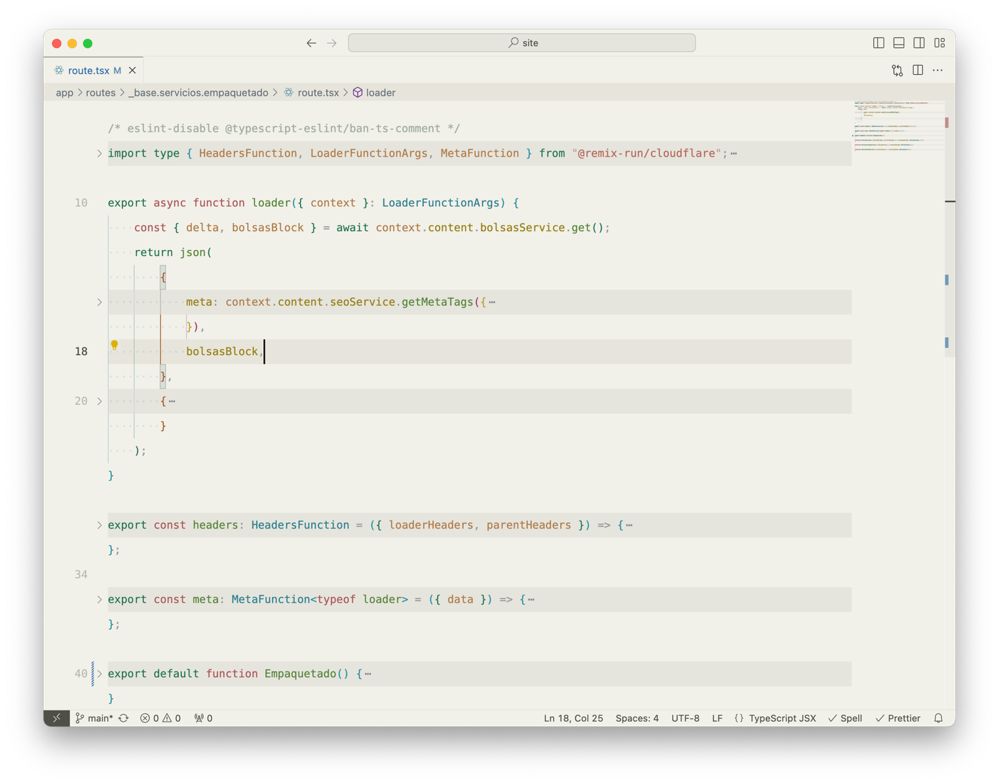 site
route.tsx M
app > routes > _base.servicios.empaquetado > route.tsx > loader
/* eslint-disable @typescript-eslint/ban-ts-comment */
import type { HeadersFunction, LoaderFunctionArgs, MetaFunction } from "@remix-run/cloudflare";⋯
10 export async function loader({ context }: LoaderFunctionArgs) {
const { delta, bolsasBlock } = await context.content.bolsasService.get();
return json(
{
meta: context.content.seoService.getMetaTags({⋯
}),
18 bolsasBlock,
},
20 {⋯
}
);
}
export const headers: HeadersFunction = ({ loaderHeaders, parentHeaders }) => {⋯
};
34
export const meta: MetaFunction<typeof loader> = ({ data }) => {⋯
};
40 export default function Empaquetado() {⋯
}
main* 0 0 0 Ln 18, Col 25 Spaces: 4 UTF-8 LF {} TypeScript JSX ✓ Spell ✓ Prettier